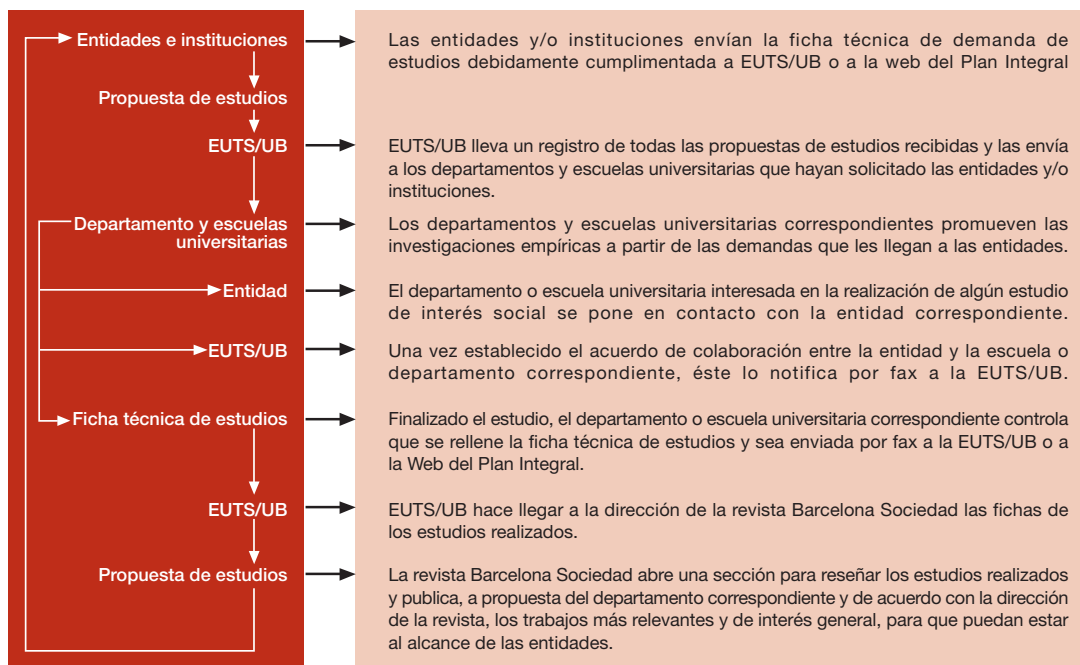 Entidades e instituciones
Las entidades y/o instituciones envían la ficha técnica de demanda de
estudios debidamente cumplimentada a EUTS/UB o a la web del Plan Integral
Propuesta de estudios
EUTS/UB
EUTS/UB lleva un registro de todas las propuestas de estudios recibidas y las envía
a los departamentos y escuelas universitarias que hayan solicitado las entidades y/o
instituciones.
Departamento y escuelas
universitarias
Los departamentos y escuelas universitarias correspondientes promueven las
investigaciones empíricas a partir de las demandas que les llegan a las entidades.
Entidad
El departamento o escuela universitaria interesada en la realización de algún estudio
de interés social se pone en contacto con la entidad correspondiente.
EUTS/UB
Una vez establecido el acuerdo de colaboración entre la entidad y la escuela o
departamento correspondiente, éste lo notifica por fax a la EUTS/UB.
Ficha técnica de estudios
Finalizado el estudio, el departamento o escuela universitaria correspondiente controla
que se rellene la ficha técnica de estudios y sea enviada por fax a la EUTS/UB o a
la Web del Plan Integral.
EUTS/UB
EUTS/UB hace llegar a la dirección de la revista Barcelona Sociedad las fichas de
los estudios realizados.
Propuesta de estudios
La revista Barcelona Sociedad abre una sección para reseñar los estudios realizados
y publica, a propuesta del departamento correspondiente y de acuerdo con la dirección
de la revista, los trabajos más relevantes y de interés general, para que puedan estar
al alcance de las entidades.